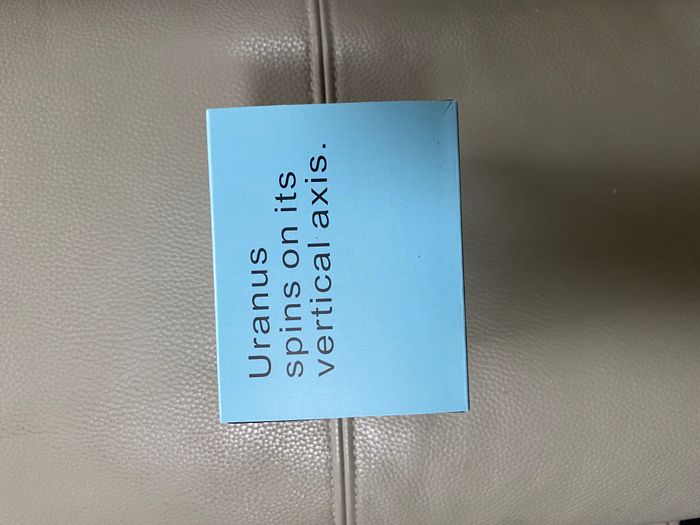 Uranus
spins on its
vertical axis.